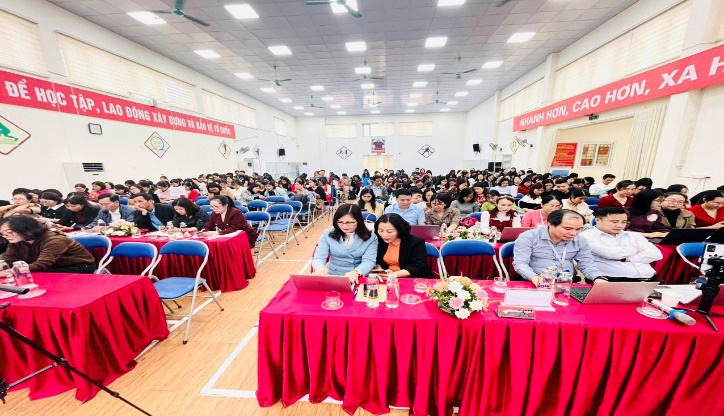 ĐỂ HỌC TẬP, LAO ĐỘNG XÂY DỰNG VÀ BẢO VỆ TỔ QUỐC
NHANH HƠN, CAO HƠN, XA H